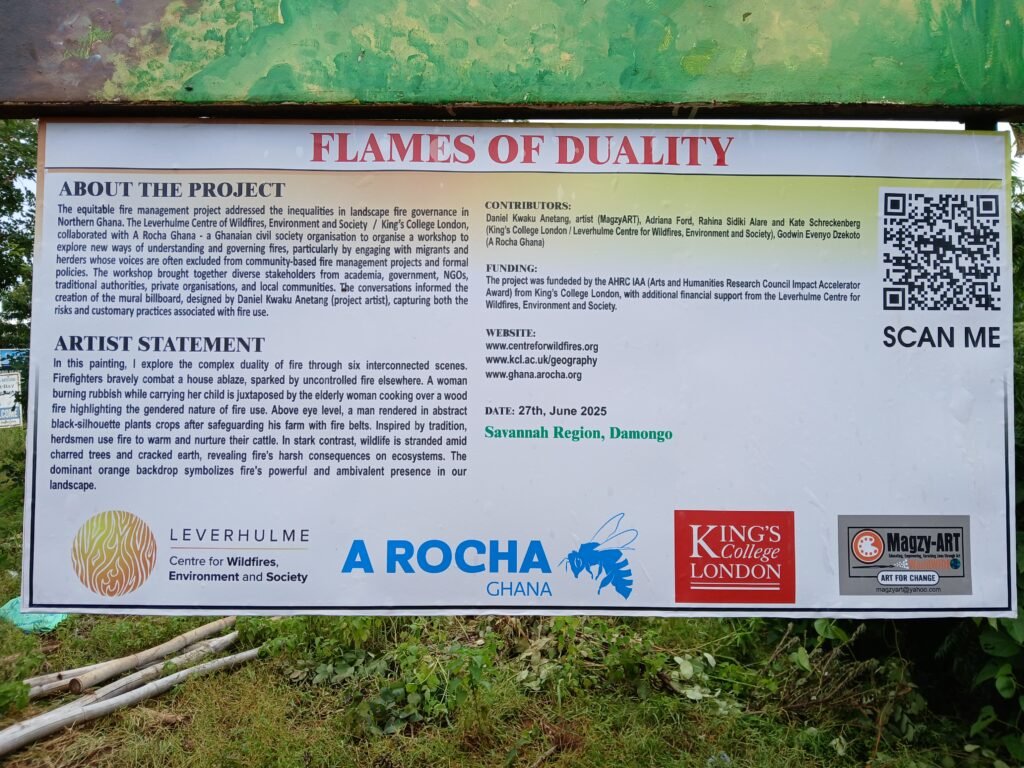 FLAMES OF DUALITY
ABOUT THE PROJECT
The equitable fire management project addressed the inequalities in landscape fire governance in
Northern Ghana. The Leverhulme Centre of Wildfires, Environment and Society / King's College London,
collaborated with A Rocha Ghana - a Ghanaian civil society organisation to organise a workshop to
explore new ways of understanding and governing fires, particularly by engaging with migrants and
herders whose voices are often excluded from community-based fire management projects and formal
policies. The workshop brought together diverse stakeholders from academia, government, NGOs,
traditional authorities, private organisations, and local communities. The conversations informed the
creation of the mural billboard, designed by Daniel Kwaku Anetang (project artist), capturing both the
risks and customary practices associated with fire use.
ARTIST STATEMENT
In this painting, I explore the complex duality of fire through six interconnected scenes.
Firefighters bravely combat a house ablaze, sparked by uncontrolled fire elsewhere. A woman
burning rubbish while carrying her child is juxtaposed by the elderly woman cooking over a wood
fire highlighting the gendered nature of fire use. Above eye level, a man rendered in abstract
black-silhouette plants crops after safeguarding his farm with fire belts. Inspired by tradition,
herdsmen use fire to warm and nurture their cattle. In stark contrast, wildlife is stranded amid
charred trees and cracked earth, revealing fire's harsh consequences on ecosystems. The
dominant orange backdrop symbolizes fire's powerful and ambivalent presence in our
landscape.
CONTRIBUTORS:
Daniel Kwaku Anetang, artist (MagzyART), Adriana Ford, Rahina Sidiki Alare and Kate Schreckenberg
(King's College London / Leverhulme Centre for Wildfires, Environment and Society), Godwin Evenyo Dzekoto
(A Rocha Ghana)
FUNDING:
The project was fundeded by the AHRC IAA (Arts and Humanities Research Council Impact Accelerator
Award) from King's College London, with additional financial support from the Leverhulme Centre for
Wildfires, Environment and Society.
WEBSITE:
www.centreforwildfires.org
www.kcl.ac.uk/geography
www.ghana.arocha.org
DATE: 27th, June 2025
Savannah Region, Damongo
SCAN ME
LEVERHULME
Centre for Wildfires,
Environment and Society
A ROCHA
GHANA
KING'S
College
LONDON
Magzy-ART
ART FOR CHANGE
magzyart@yahoo.com